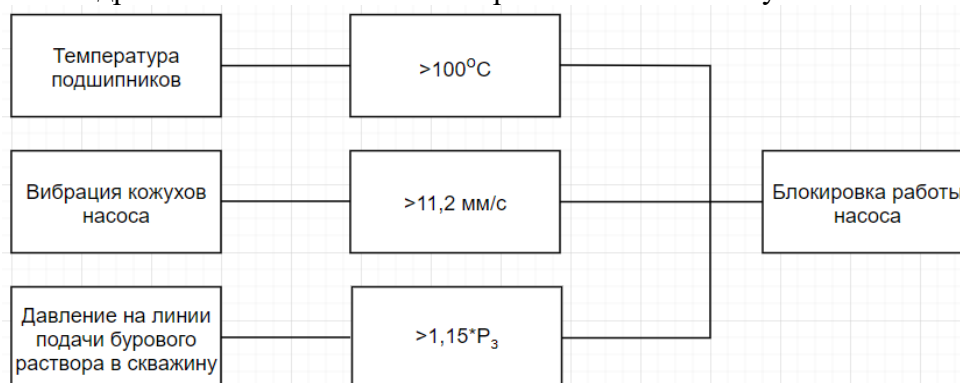 Температура
подшипников
>100°C
Вибрация кожухов
насоса
>11,2 мм/с
Блокировка работы
насоса
Давление на линии
подачи бурового
раствора в скважину
>1,15*P₃